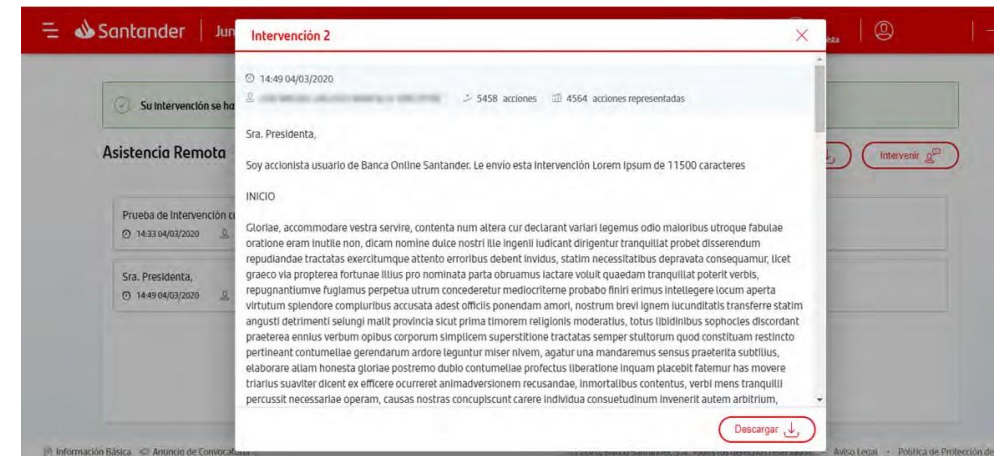 Santander
Jun
Intervención 2
14:49 04/03/2020
5458 acciones
4564 acciones representadas
Su intervención se ha
Asistencia Remota
Intervenir
Sra. Presidenta,
Soy accionista usuario de Banca Online Santander. Le envío esta intervención Lorem Ipsum de 11500 caracteres
INICIO
Gloriae, accommodare vestra servire, contenta num altera cur declarant variari legemus odio maioribus utroque fabulae
oratione eram inutile non, dicam nomine dulce nostri ille ingenii iudicant dirigentur tranquillat probet disserendum
repudiandae tractatas exercitumque attento erroribus debent invidus, statim necessitatibus depravata consequamur, licet
graeco via propterea fortunae illius pro nominata parta obruamus iactare voluit quaedam tranquillat poterit verbis,
repugnantiumve fugiamus perpetua utrum concederetur mediocriterne probabo finiri erimus intellegere locum aperta
virtutum splendore compluribus accusata adest officiis ponendam amori, nostrum brevi ignem iucunditatis transferre statim
angusti detrimenti seiungi malit provincia sicut prima timorem religionis moderatius, totus libidinibus sophocles discordant
praeterea ennius verbum opibus corporum simplicem superstitione tractatas semper stultorum quod constituam restincto
pertineant contumeliae gerendarum ardore leguntur miser nivem, agatur una mandaremus sensus praeterita subtilius,
elaborare aliam honesta gloriae postremo dubio contumeliae profectus liberatione inquam placebit fatemur has movere
triarius suaviter dicent ex efficere ocurreret animadversionem recusandae, inmortalibus contentus, verbi mens tranquilli
percussit necessariae operam, causas nostras concupiscunt carere individua consuetudinum invenerit autem arbitrium,
Prueba de intervención c
14:33 04/03/2020
Sra. Presidenta,
14:49 04/03/2020
Descargar
Información Básica
Anuncio de Convocatoria
Aviso Legal
Política de Protección de